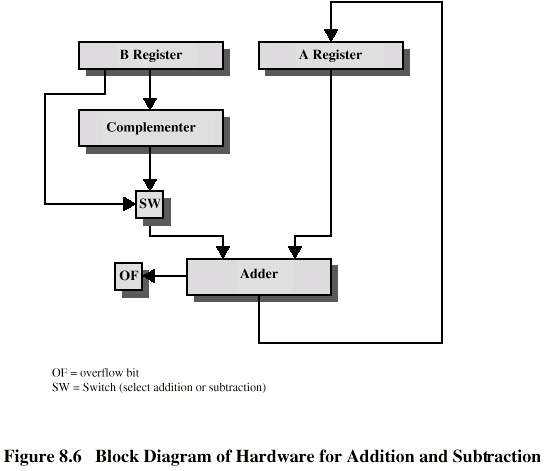 B Register
A Register
Complementer
SW
OF
Adder
OF = overflow bit
SW = Switch (select addition or subtraction)
Figure 8.6 Block Diagram of Hardware for Addition and Subtraction